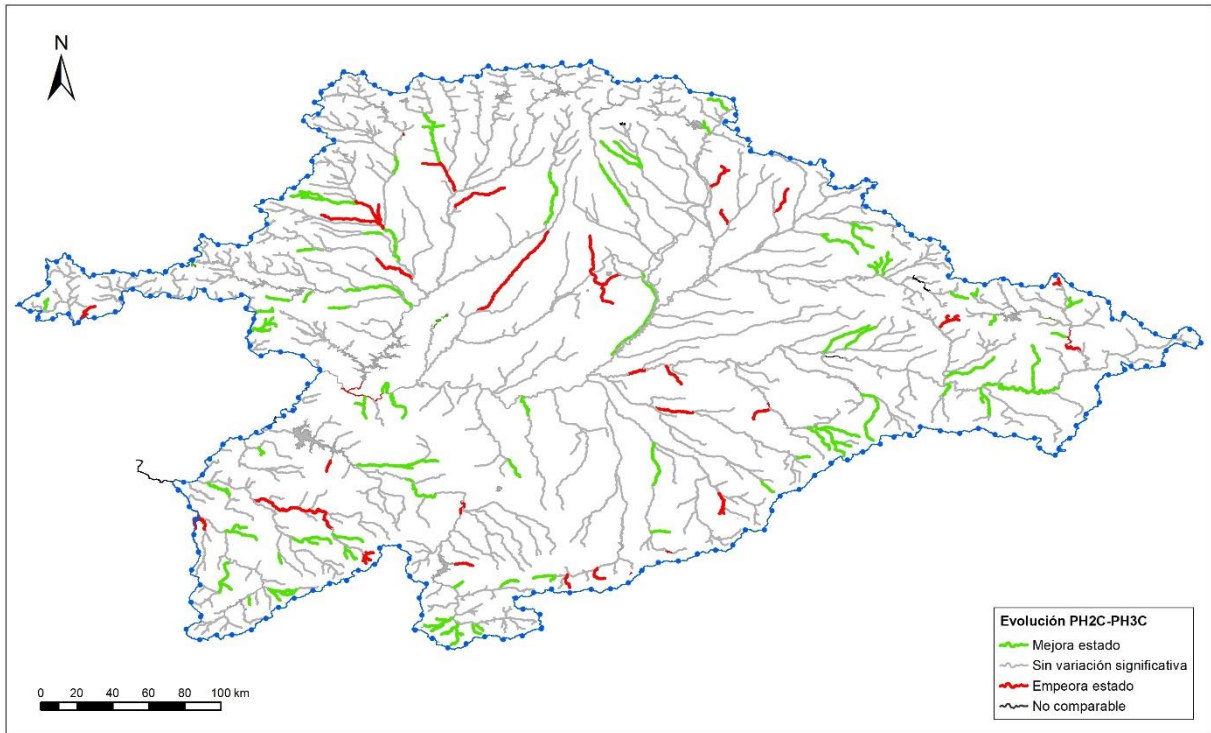 N
Evolución PH2C-PH3C
Mejora estado
Sin variación significativa
Empeora estado
No comparable
0 20 40 60 80 100 km